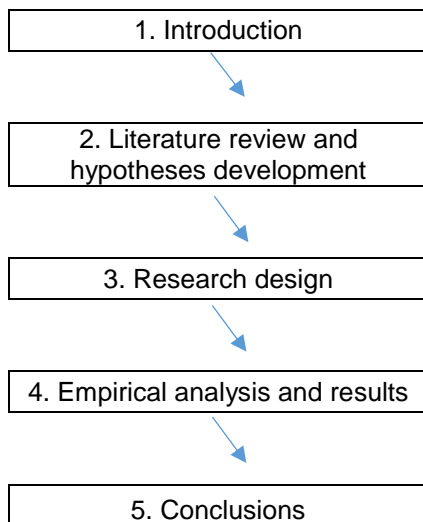 1. Introduction
2. Literature review and
hypotheses development
3. Research design
4. Empirical analysis and results
5. Conclusions